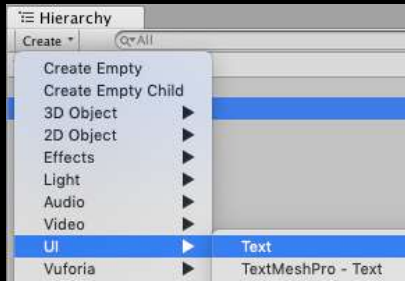 Hierarchy
Create
All
Create Empty
Create Empty Child
3D Object
2D Object
Effects
Light
Audio
Video
UI
Text
Vuforia
TextMeshPro - Text